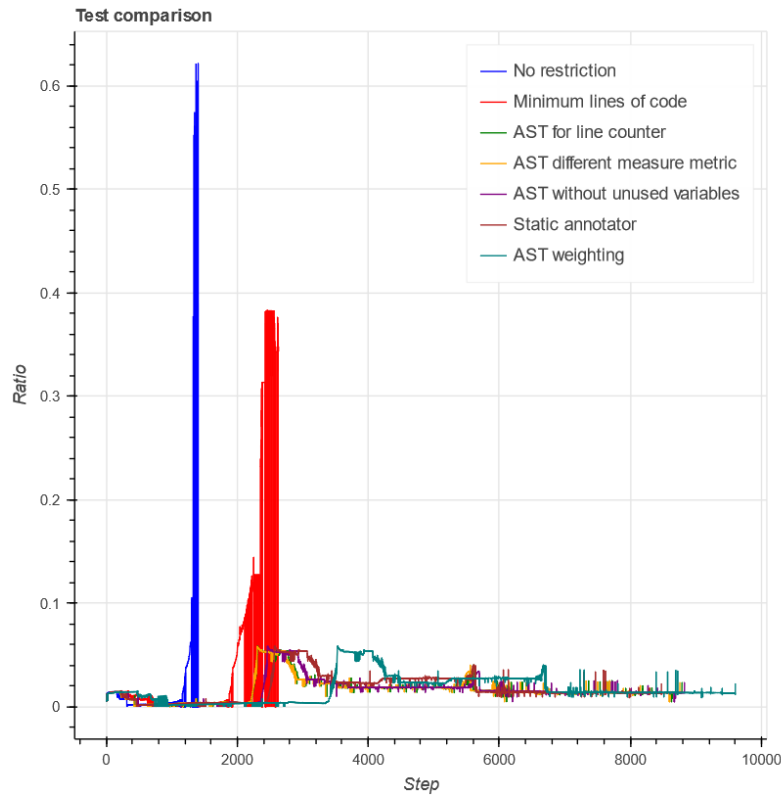 Test comparison
No restriction
Minimum lines of code
AST for line counter
AST different measure metric
AST without unused variables
Static annotator
AST weighting
0.6
0.5
0.4
0.3
0.2
0.1
0
Ratio
0 2000 4000 6000 8000 10000
Step